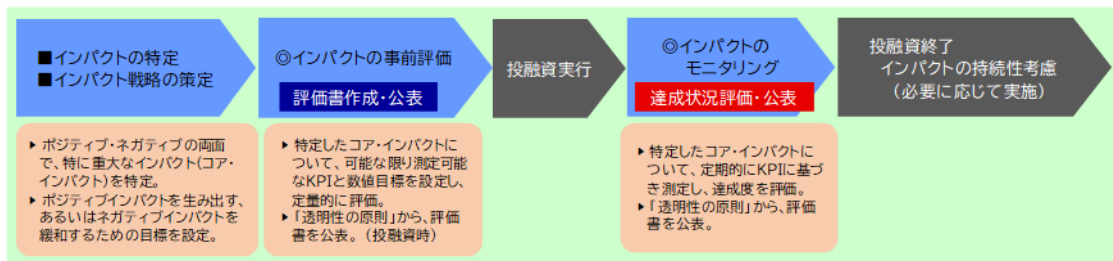 ■インパクトの特定
■インパクト戦略の策定
▶ ポジティブ・ネガティブの両面
で、特に重大なインパクト(コア・
インパクト)を特定。
▶ ポジティブインパクトを生み出す、
あるいはネガティブインパクトを
緩和するための目標を設定。
◎インパクトの事前評価
評価書作成・公表
▶ 特定したコア・インパクトに
ついて、可能な限り測定可能
なKPIと数値目標を設定し、
定量的に評価。
▶「透明性の原則」から、評価
書を公表。（投融資時）
投融資実行
◎インパクトの
モニタリング
達成状況評価・公表
▶ 特定したコア・インパクトに
ついて、定期的にKPIに基づ
き測定し、達成度を評価。
▶「透明性の原則」から、評価
書を公表。
投融資終了
インパクトの持続性考慮
（必要に応じて実施）